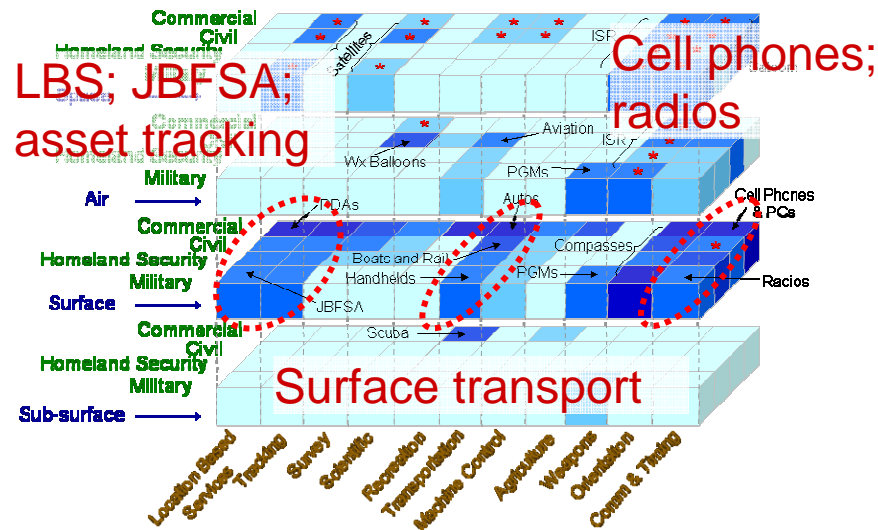 Commercial
Civil
Homeland Security
Satellites
ISR
LBS; JBFSA;
asset tracking
Cell phones;
radios
Commercial
Aviation
ISR
Wx Balloons
PGMs
Military
Air
PDAs
Autos
Cell Phones
& PCs
Commercial
Civil
Compasses
Boats and Rail
Homeland Security
Handhelds
PGMs
Military
JBFSA
Radios
Surface
Commercial
Civil
Scuba
Homeland Security
Military
Surface transport
Sub-surface
Location Based
Services
Tracking
Survey
Scientific
Recreation
Transportation
Machine Control
Agriculture
Weapons
Orientation
Comm & Timing